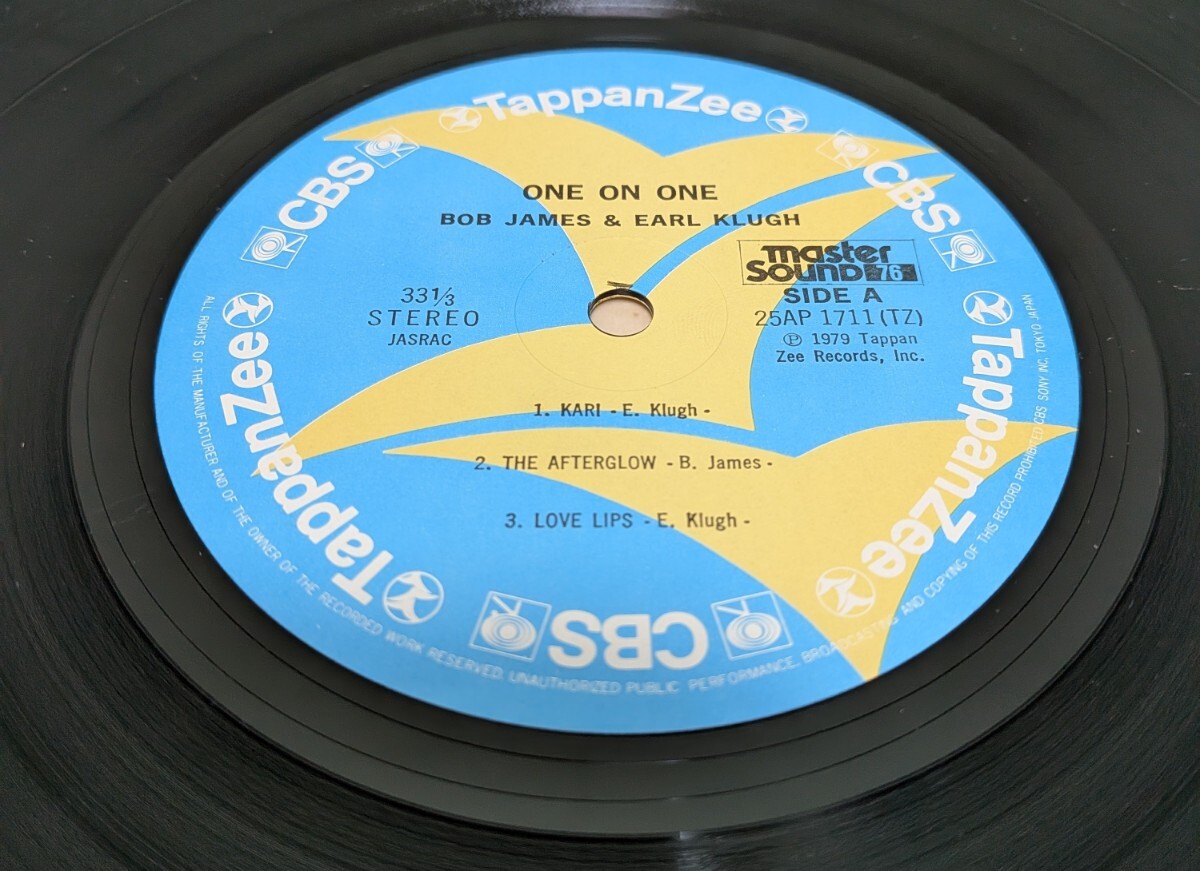 TappanZee
CBS
CBS
ONE ON ONE
BOB JAMES & EARL KLUGH
master
SOUND 76
33 1/3
STEREO
JASRAC
SIDE A
25AP 1711 (TZ)
Ⓟ 1979 Tappan
Zee Records, Inc.
1. KARI - E. Klugh -
2. THE AFTERGLOW - B. James -
3. LOVE LIPS - E. Klugh -
TappanZee
TappanZee
CBS
ALL RIGHTS OF THE MANUFACTURER AND OF THE OWNER OF THE RECORDED WORK RESERVED. UNAUTHORIZED PUBLIC PERFORMANCE. BROADCASTING AND COPYING OF THIS RECORD PROHIBITED CBS SONY INC. TOKYO JAPAN